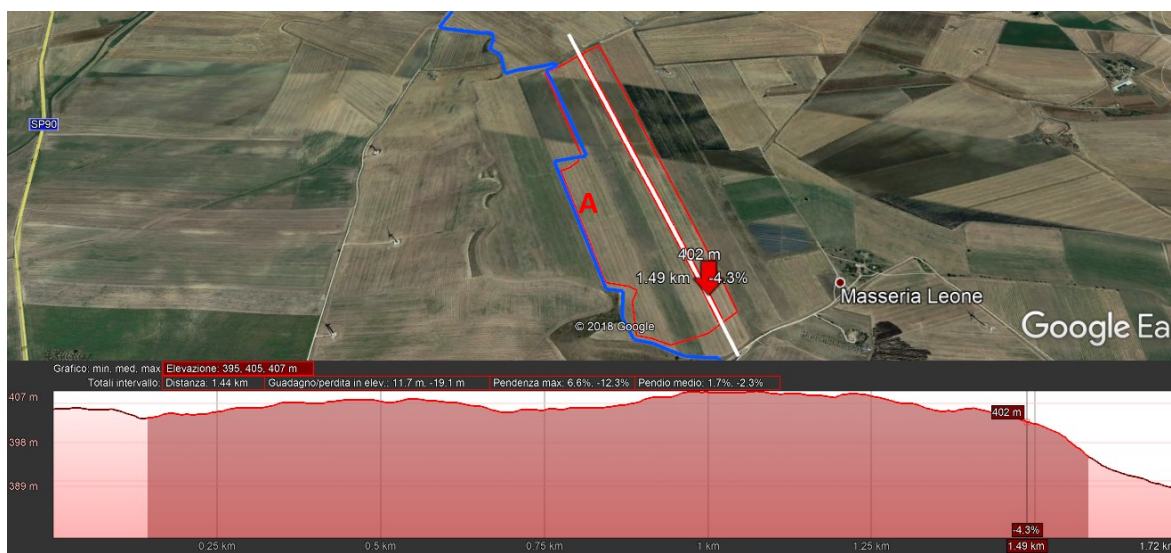 SP90
A
402 m
1.49 km -4.3%
Masseria Leone
© 2018 Google
Google Ea
Grafico: min. med. max Elevazione: 395, 405, 407 m
Totali intervallo: Distanza: 1.44 km Guadagno/perdita in elev.: 11.7 m. -19.1 m Pendenza max: 6.6%. -12.3% Pendio medio: 1.7%. -2.3%
407 m
402 m
398 m
389 m
-4.3%
0.25 km 0.5 km 0.75 km 1 km 1.25 km 1.49 km 1.72 km